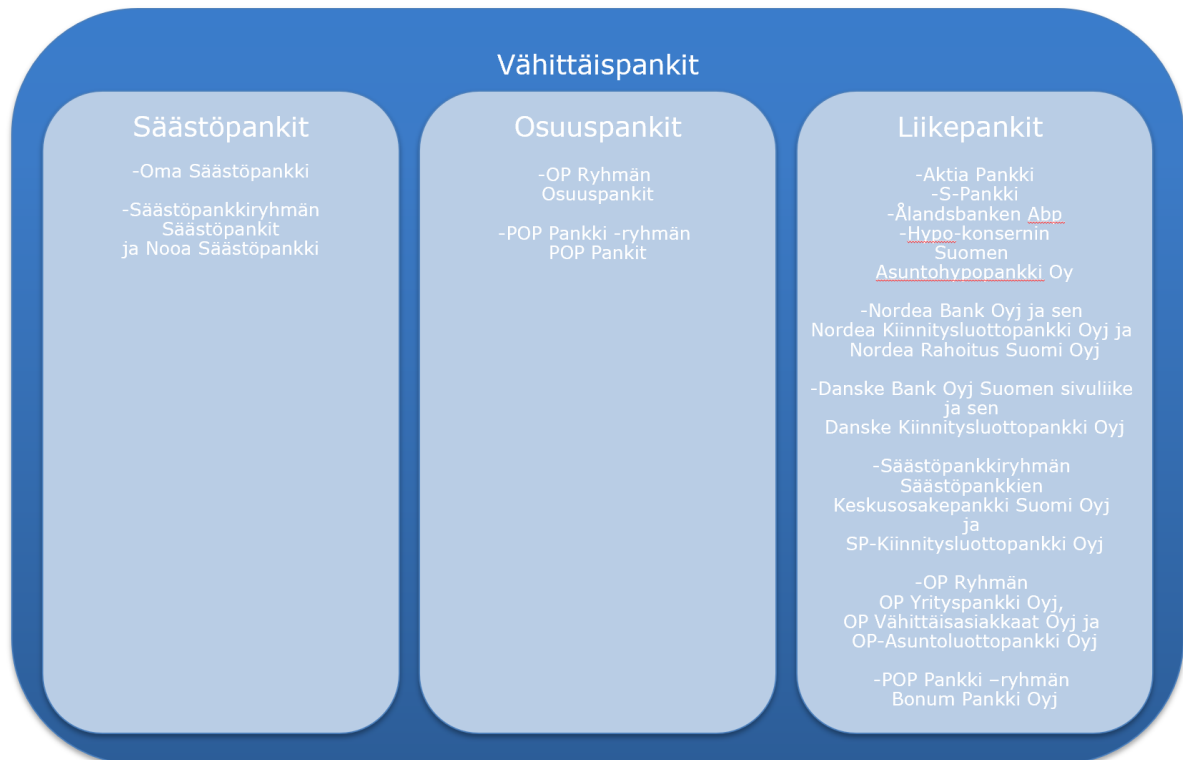 Vähittäispankit
Säästöpankit
-Oma Säästöpankki
-Säästöpankkiryhmän
Säästöpankit
ja Nooa Säästöpankki
Osuuspankit
-OP Ryhmän
Osuuspankit
-POP Pankki -ryhmän
POP Pankit
Liikepankit
-Aktia Pankki
-S-Pankki
-Ålandsbanken Abp
-Hypo-konsernin
Suomen
Asuntohypopankki Oy
-Nordea Bank Oyj ja sen
Nordea Kiinnitysluottopankki Oyj ja
Nordea Rahoitus Suomi Oyj
-Danske Bank Oyj Suomen sivuliike
ja sen
Danske Kiinnitysluottopankki Oyj
-Säästöpankkiryhmän
Säästöpankkien
Keskusosakepankki Suomi Oyj
ja
SP-Kiinnitysluottopankki Oyj
-OP Ryhmän
OP Yrityspankki Oyj,
OP Vähittäisasiakkaat Oyj ja
OP-Asuntoluottopankki Oyj
-POP Pankki –ryhmän
Bonum Pankki Oyj